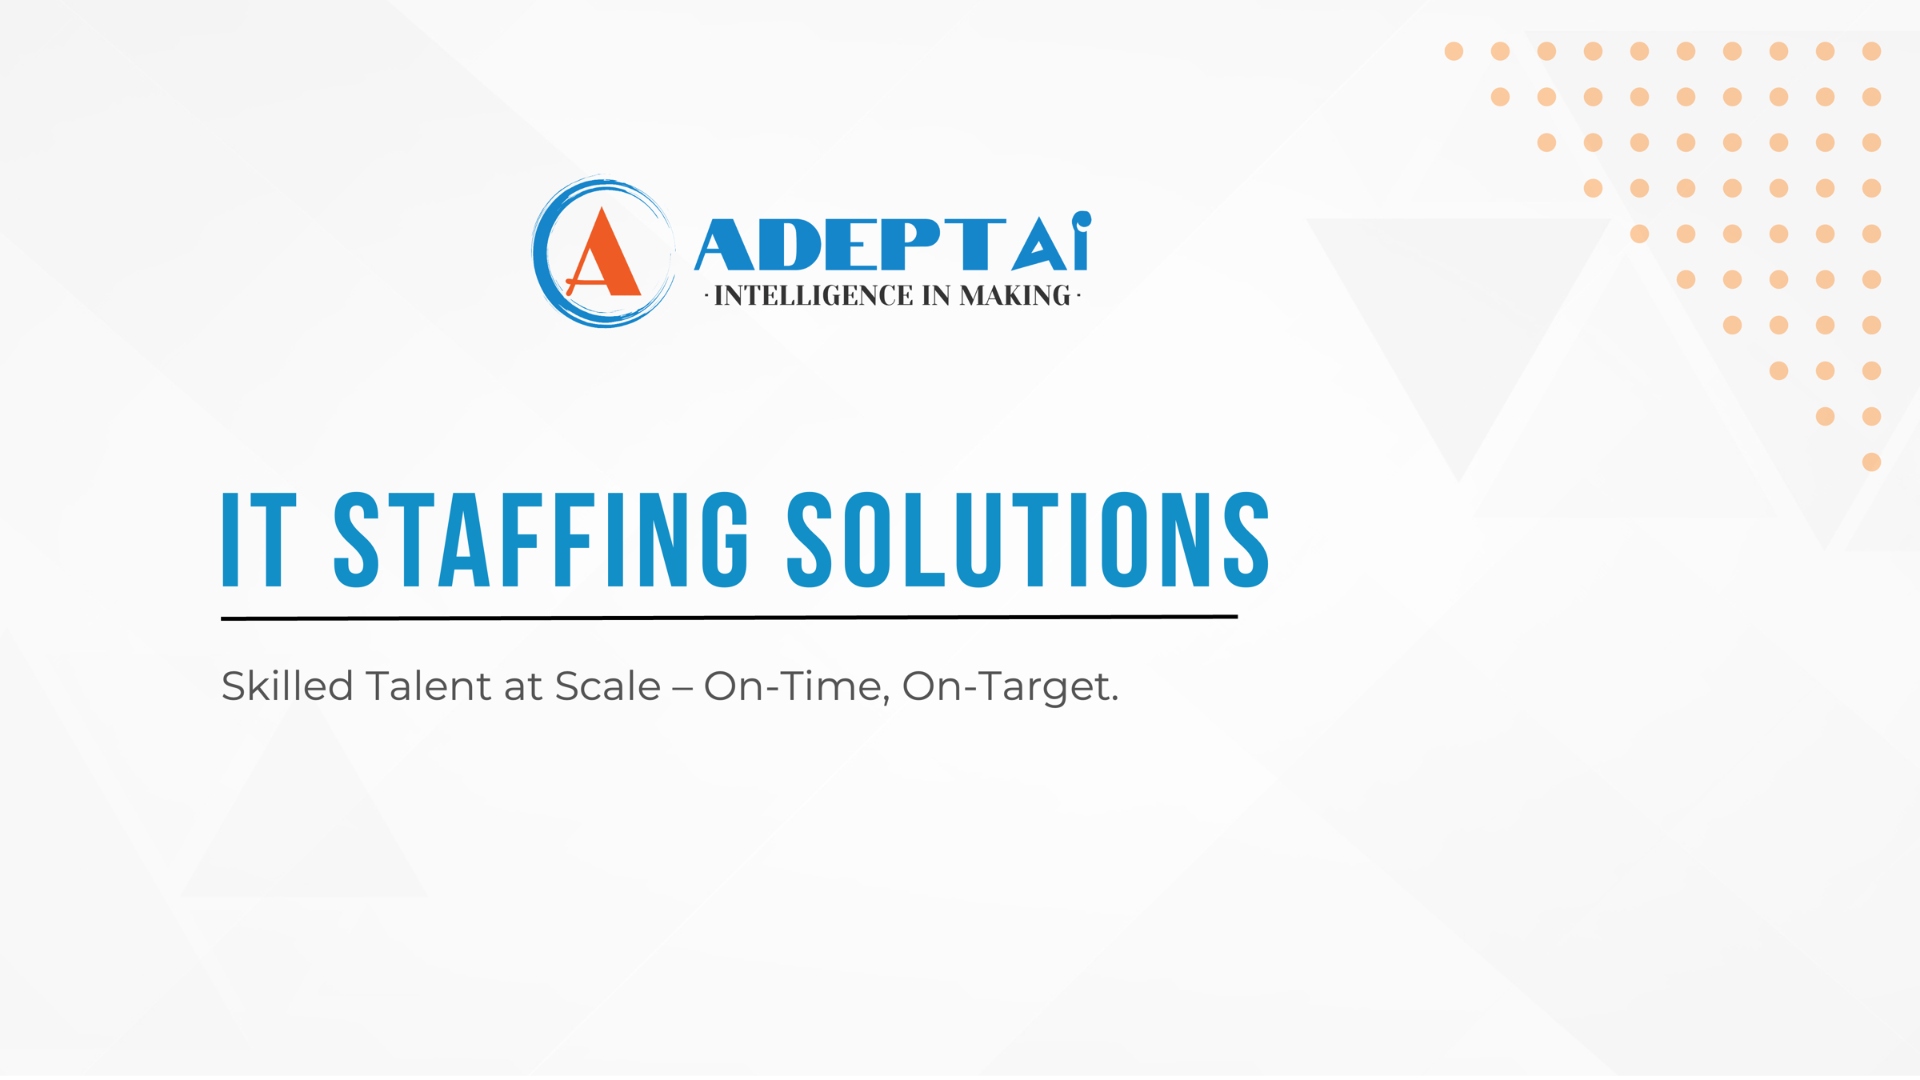 A
ADEPTAi
·INTELLIGENCE IN MAKING·
IT STAFFING SOLUTIONS
Skilled Talent at Scale – On-Time, On-Target.